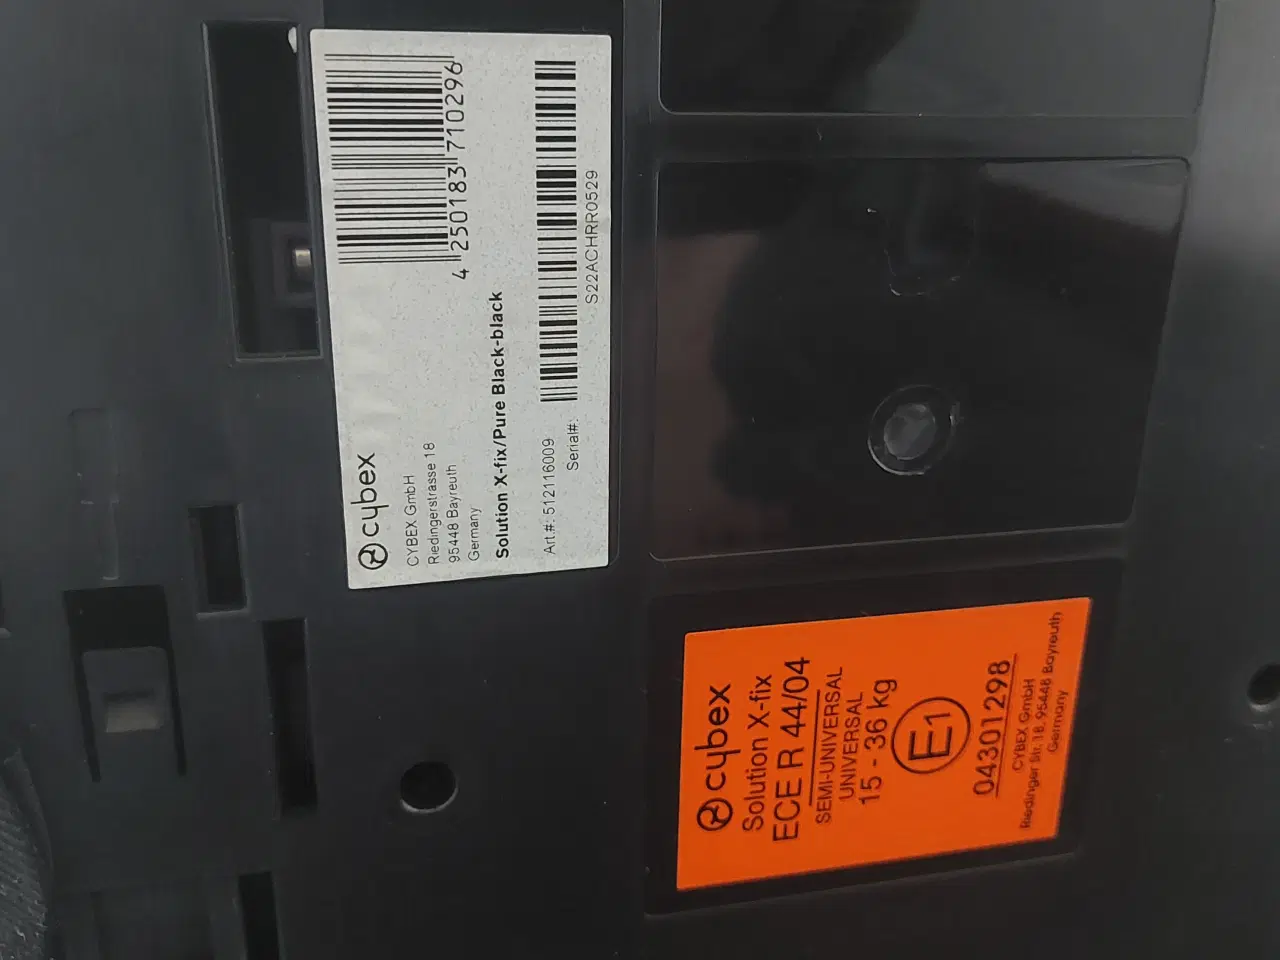 4 250183 710296
cybex
CYBEX GmbH
Riedingerstrasse 18
95448 Bayreuth
Germany
Solution X-fix/Pure Black-black
Art.#: 512116009
Serial#:
S22ACHRR0529
cybex
Solution X-fix
ECE R 44/04
SEMI-UNIVERSAL
UNIVERSAL
15 - 36 kg
E1
04301298
CYBEX GmbH
Riedinger Str. 18, 95448 Bayreuth
Germany